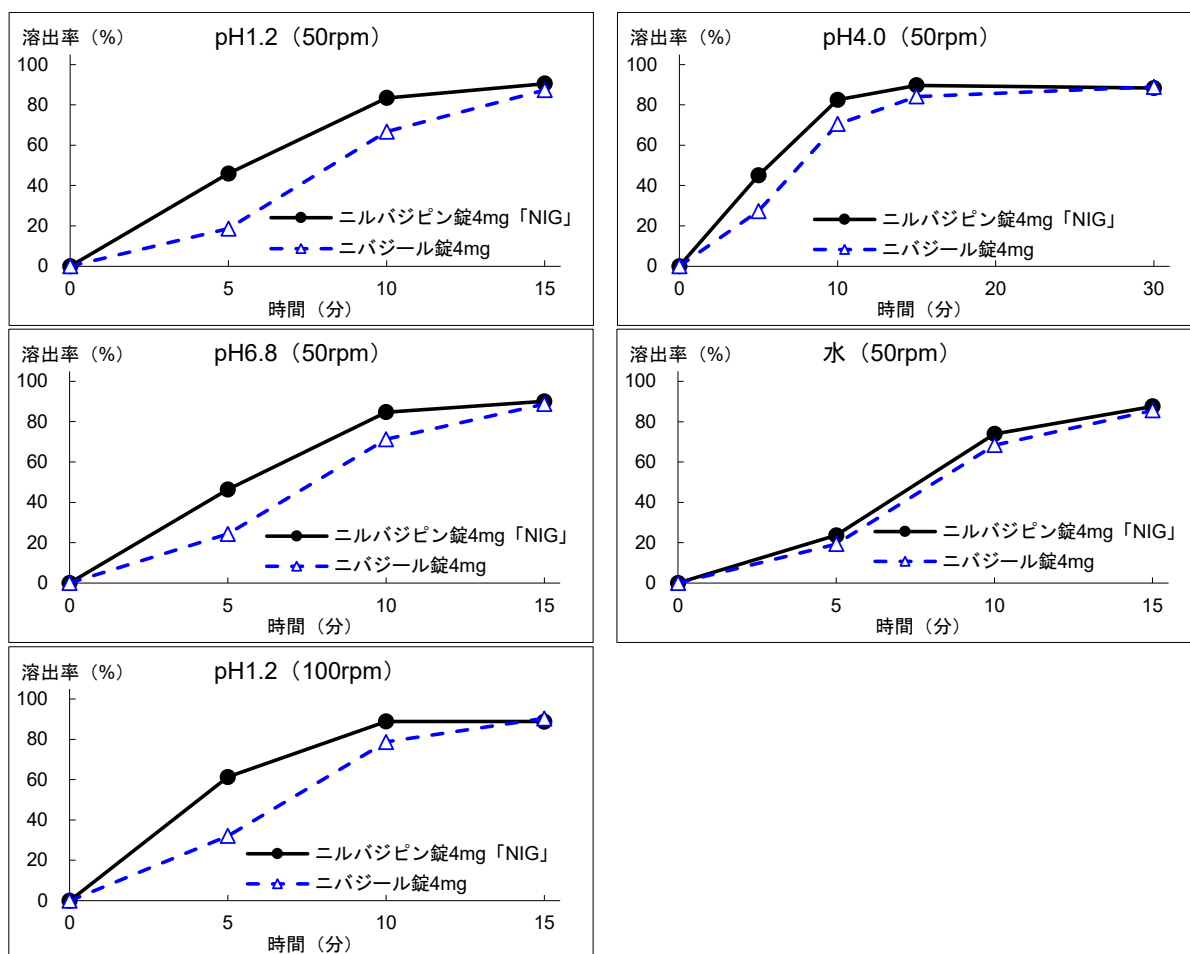 溶出率（%） pH1.2（50rpm）
100
80
60
40
20
0
ニルバジピン錠4mg「NIG」
ニバジール錠4mg
0 5 10 15
時間（分）
溶出率（%） pH4.0（50rpm）
100
80
60
40
20
0
ニルバジピン錠4mg「NIG」
ニバジール錠4mg
0 10 20 30
時間（分）
溶出率（%） pH6.8（50rpm）
100
80
60
40
20
0
ニルバジピン錠4mg「NIG」
ニバジール錠4mg
0 5 10 15
時間（分）
溶出率（%） 水（50rpm）
100
80
60
40
20
0
ニルバジピン錠4mg「NIG」
ニバジール錠4mg
0 5 10 15
時間（分）
溶出率（%） pH1.2（100rpm）
100
80
60
40
20
0
ニルバジピン錠4mg「NIG」
ニバジール錠4mg
0 5 10 15
時間（分）